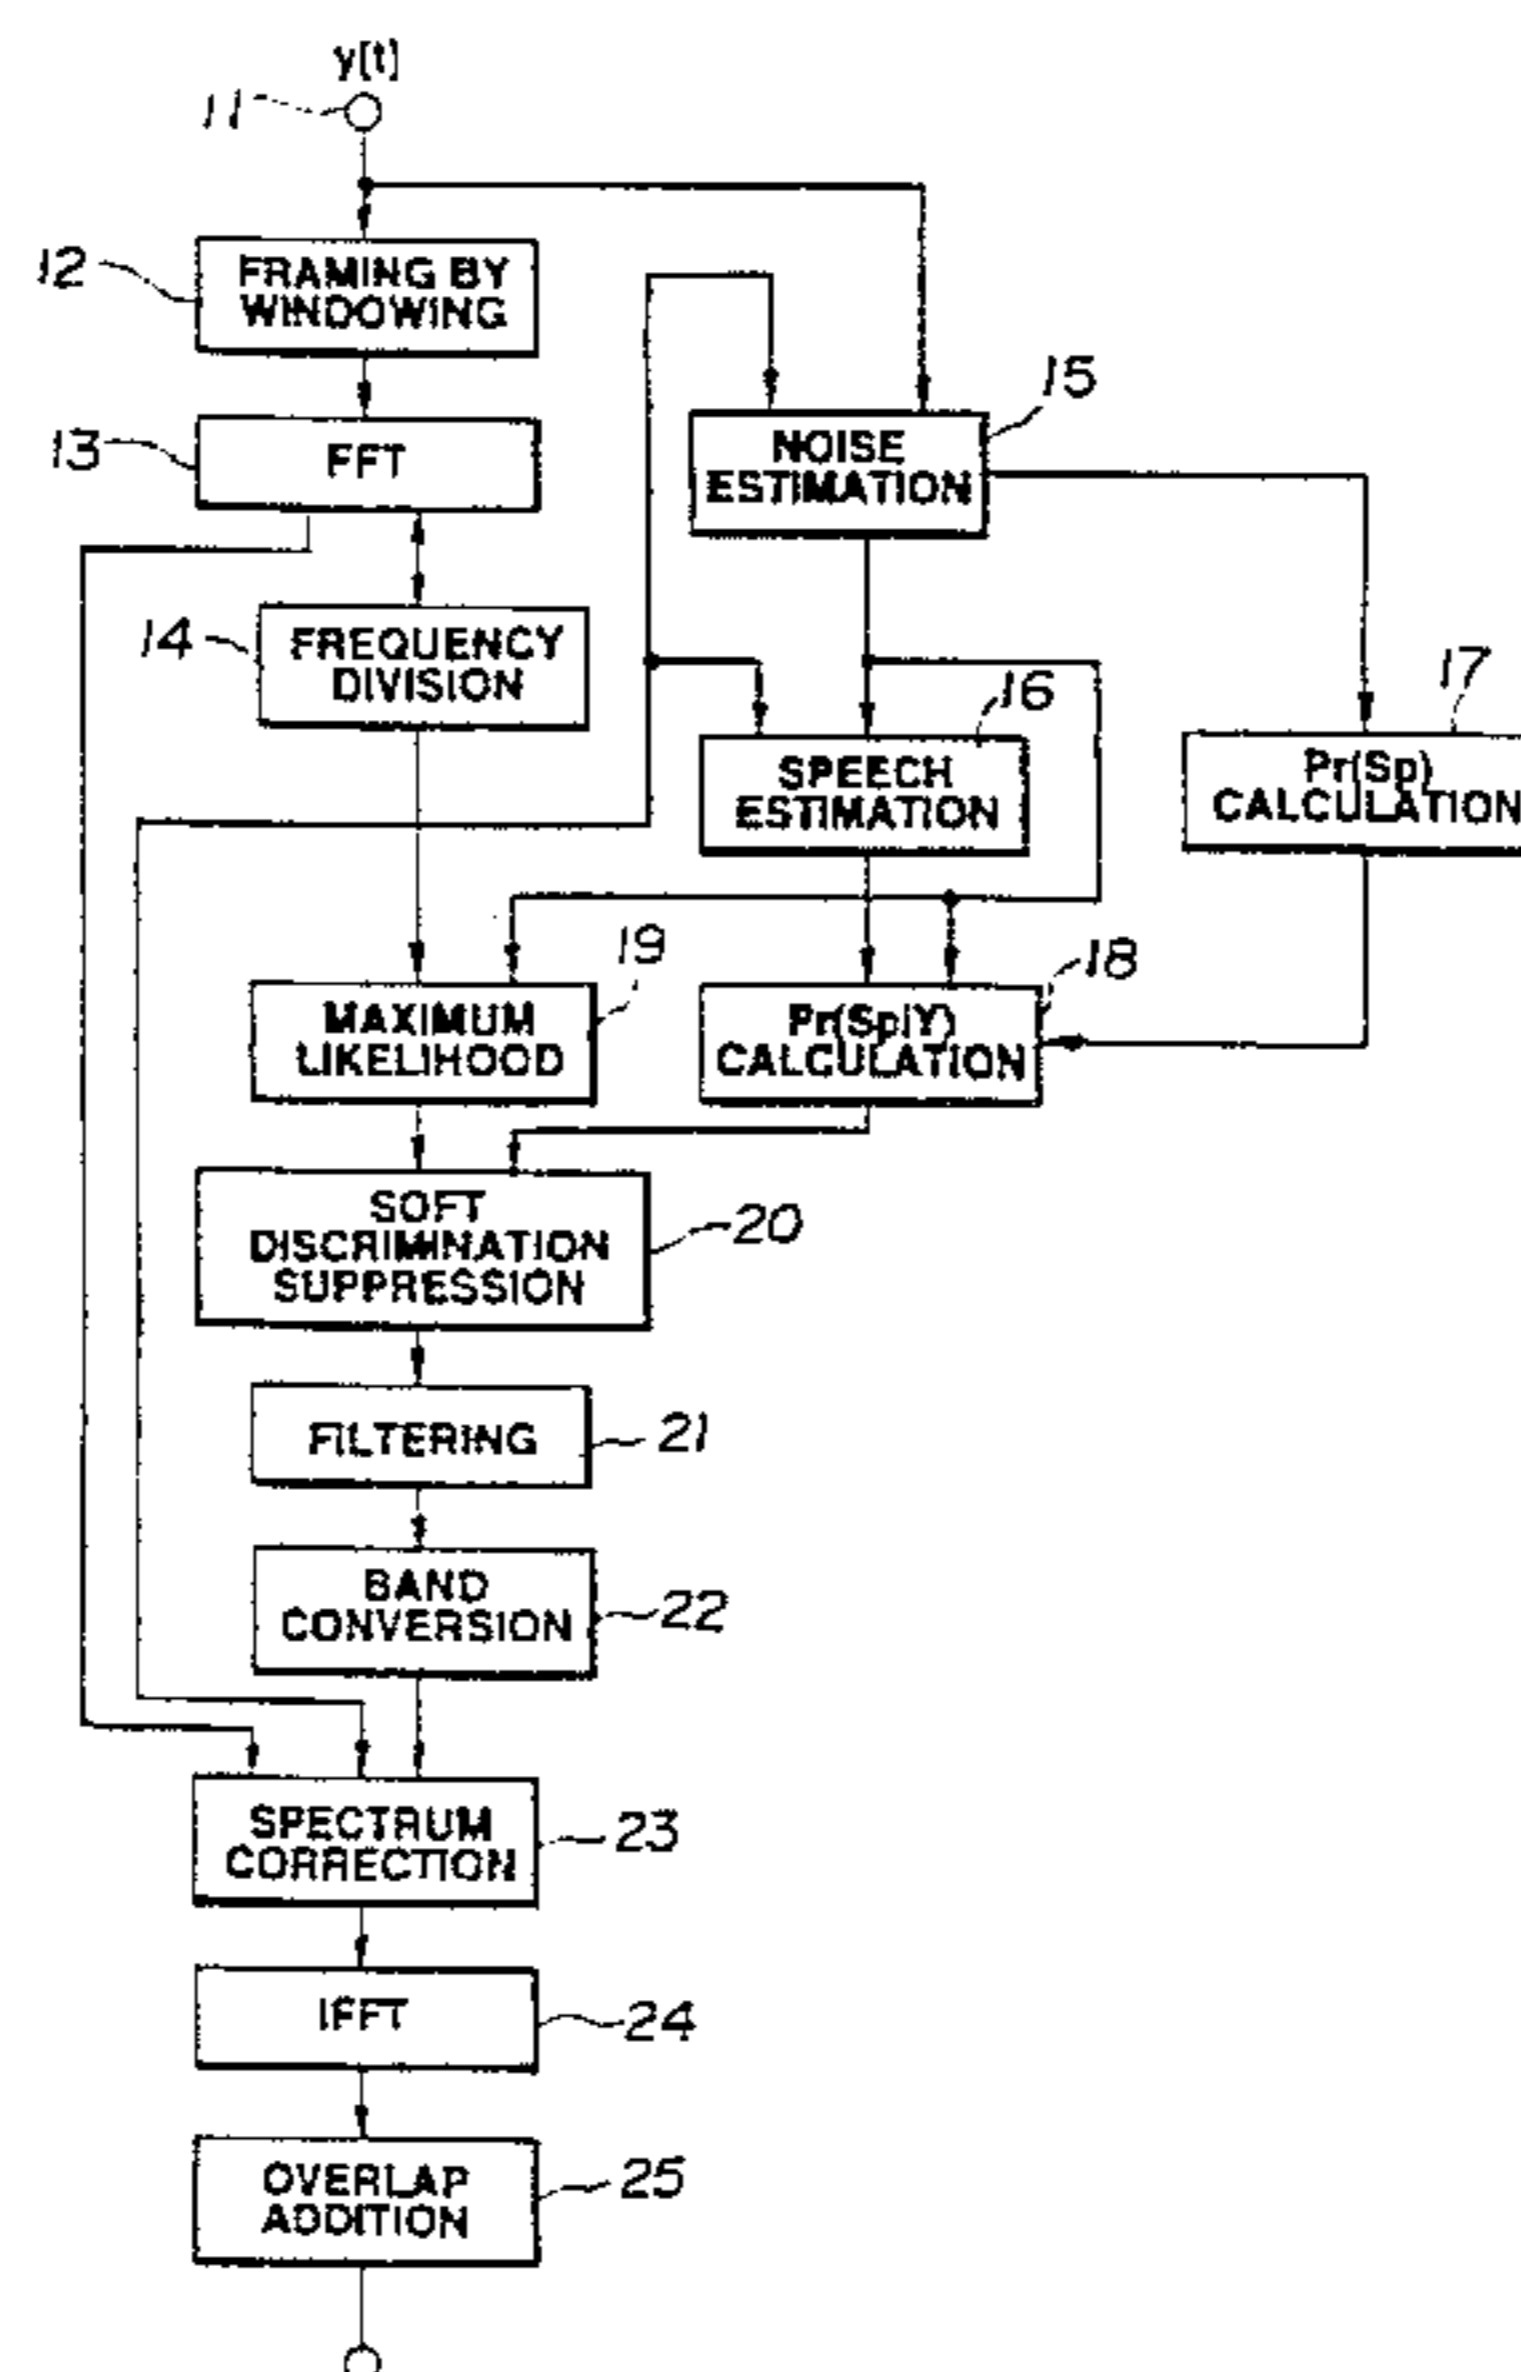 y[t]
11
12
FRAMING BY
WINDOWING
15
13
FFT
NOISE
ESTIMATION
14
FREQUENCY
DIVISION
16
17
SPEECH
ESTIMATION
Pr(Sp)
CALCULATION
19
18
MAXIMUM
LIKELIHOOD
Pr(Sp|Y)
CALCULATION
SOFT
DISCRIMINATION
SUPPRESSION
20
FILTERING
21
BAND
CONVERSION
22
SPECTRUM
CORRECTION
23
IFFT
24
OVERLAP
ADDITION
25